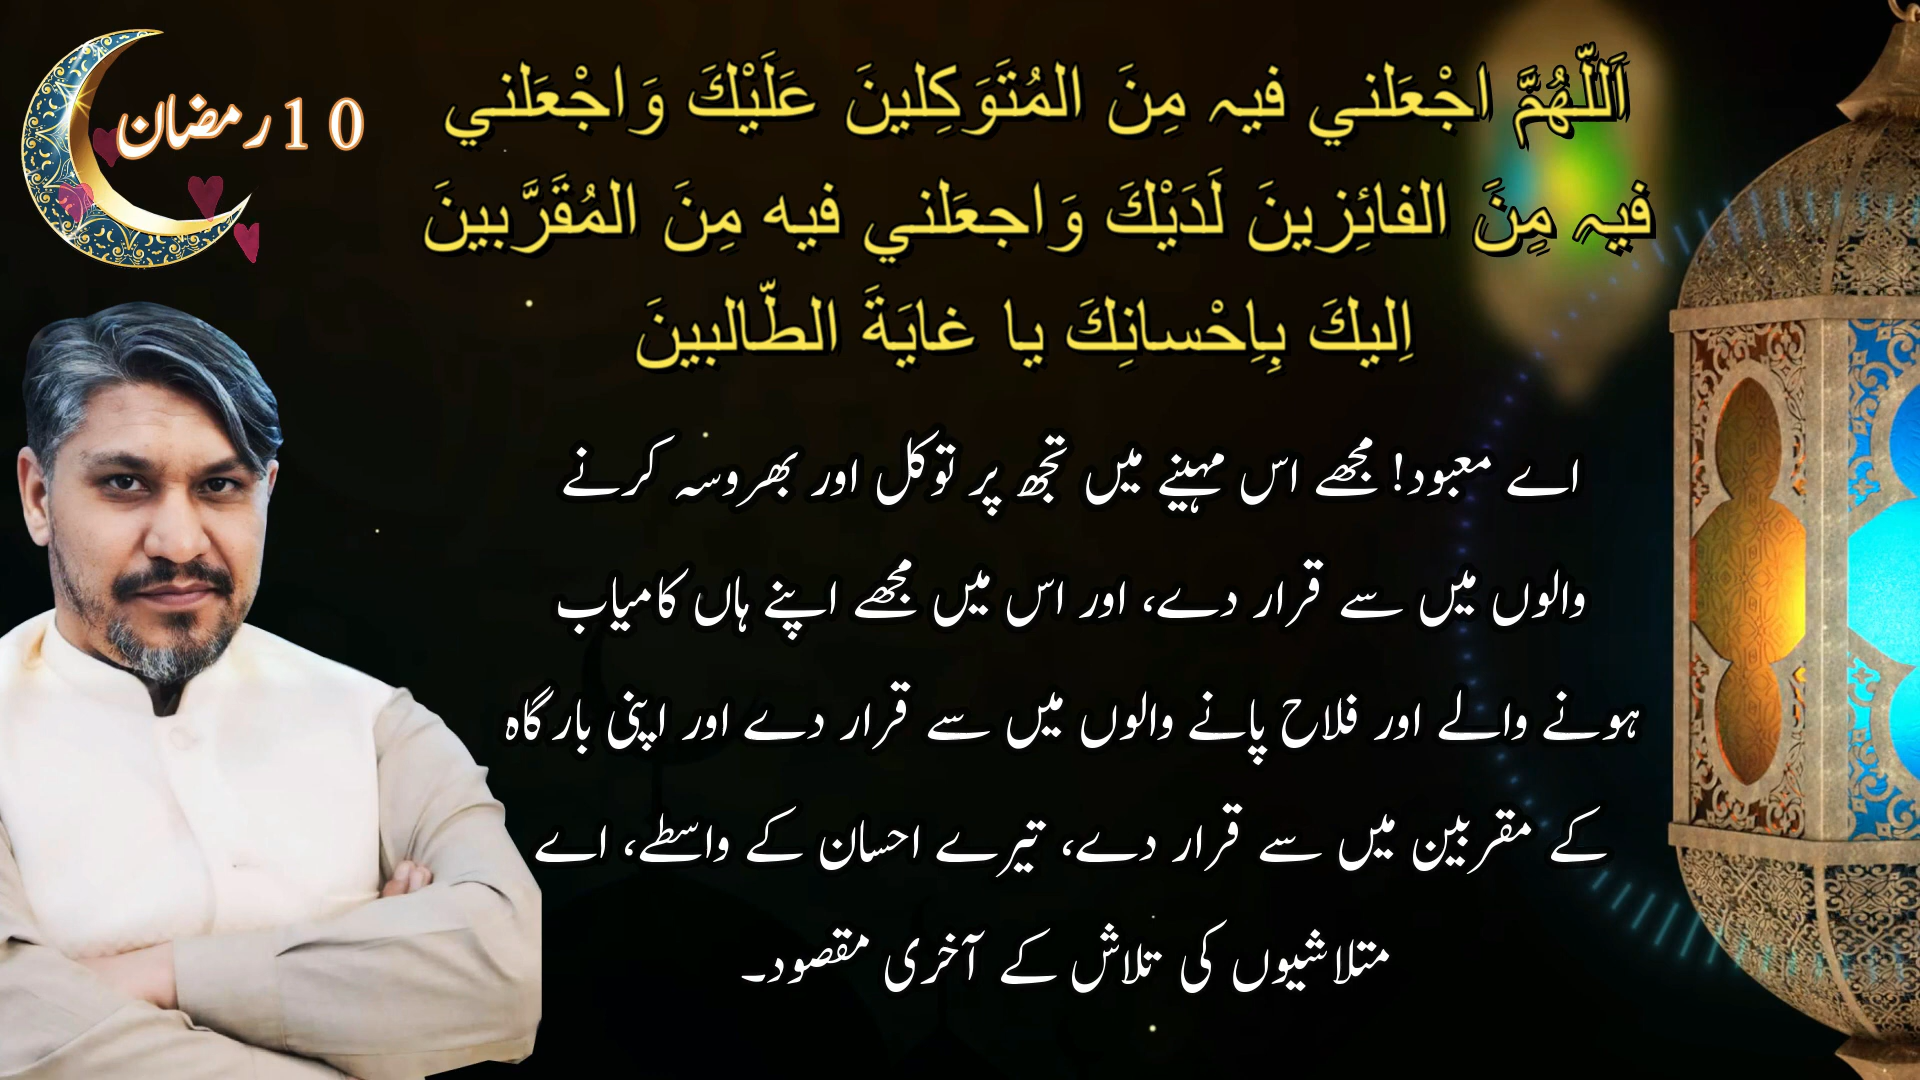 10 رمضان
اَللّهُمَّ اجْعَلني فيہ مِنَ المُتَوَكِلينَ عَلَيْكَ وَاجْعَلني
فيہ مِنَ الفائِزينَ لَدَيْكَ وَاجعَلني فيه مِنَ المُقَرَّبينَ
اِليكَ بِاِحْسانِكَ يا غايَةَ الطّالبينَ
اے معبود! مجھے اس مہینے میں تجھ پر توکل اور بھروسہ کرنے
والوں میں سے قرار دے، اور اس میں مجھے اپنے ہاں کامیاب
ہونے والے اور فلاح پانے والوں میں سے قرار دے اور اپنی بارگاہ
کے مقربین میں سے قرار دے، تیرے احسان کے واسطے، اے
متلاشیوں کی تلاش کے آخری مقصود۔